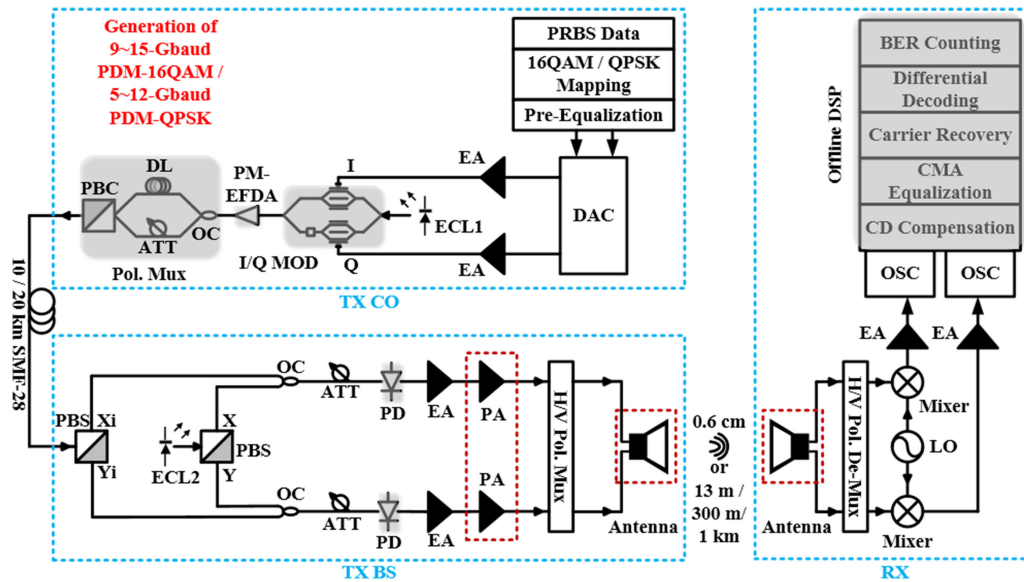 Generation of
9~15-Gbaud
PDM-16QAM /
5~12-Gbaud
PDM-QPSK
PRBS Data
16QAM / QPSK
Mapping
Pre-Equalization
DAC
EA
EA
I
Q
ECL1
I/Q MOD
PM-
EFDA
DL
PBC
ATT
OC
Pol. Mux
TX CO
10 / 20 km SMF-28
PBS
Xi
Yi
ECL2
X
PBS
Y
OC
ATT
PD
EA
PA
OC
ATT
PD
EA
PA
H/V Pol. Mux
Antenna
TX BS
0.6 cm
or
13 m /
300 m/
1 km
Antenna
H/V Pol. De-Mux
Mixer
LO
Mixer
EA
EA
OSC
OSC
Offline DSP
BER Counting
Differential
Decoding
Carrier Recovery
CMA
Equalization
CD Compensation
RX